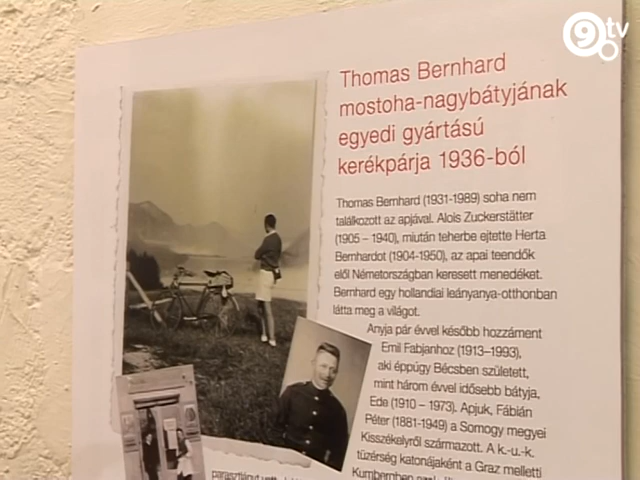 9 tv
Thomas Bernhard
mostoha-nagybátyjának
egyedi gyártású
kerékpárja 1936-ból
Thomas Bernhard (1931-1989) soha nem
találkozott az apjával. Alois Zuckerstätter
(1905 – 1940), miután teherbe ejtette Herta
Bernhardot (1904-1950), az apai teendők
elől Németországban keresett menedéket.
Bernhard egy hollandiai leányanya-otthonban
látta meg a világot.
Anyja pár évvel később hozzáment
Emil Fabjanhoz (1913–1993),
aki éppúgy Bécsben született,
mint három évvel idősebb bátyja,
Ede (1910 – 1973). Apjuk, Fábián
Péter (1881-1949) a Somogy megyei
Kisszékelyről származott. A k.-u.-k.
tüzérség katonájaként a Graz melletti